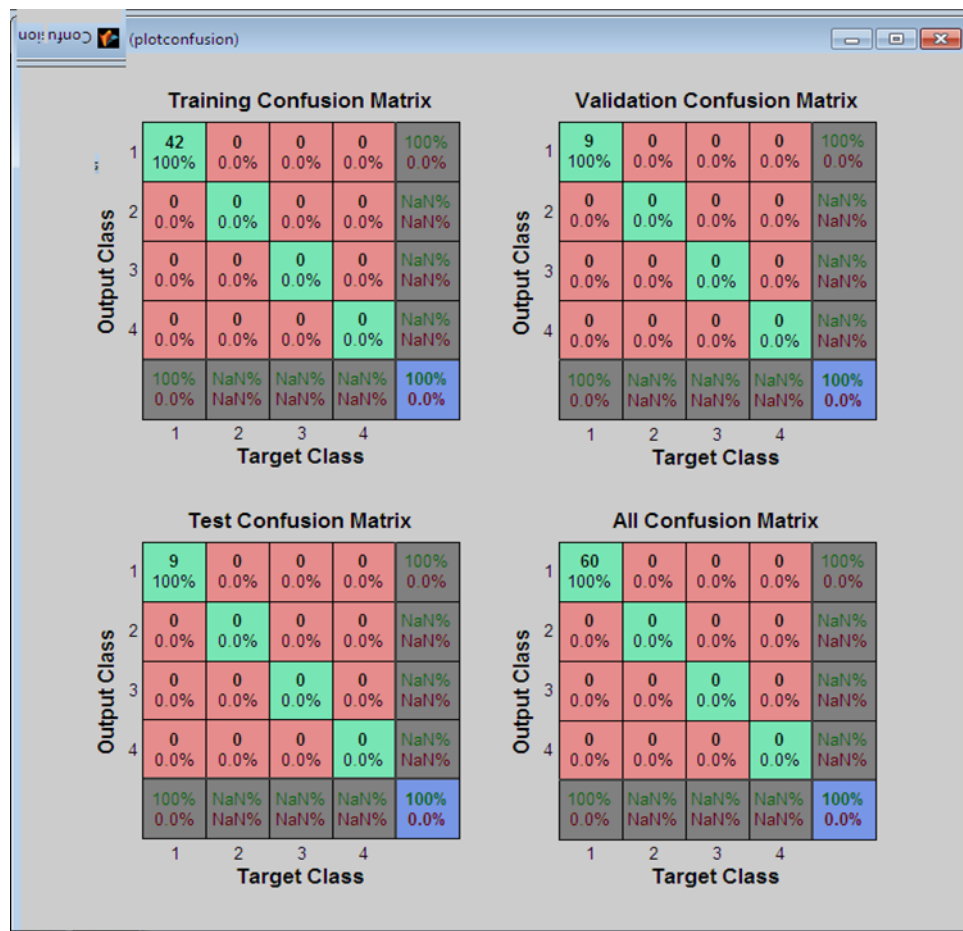 Confusion (plotconfusion)
Training Confusion Matrix
1 42 0 0 0 100%
100% 0.0% 0.0% 0.0% 0.0%
2 0 0 0 0 NaN%
0.0% 0.0% 0.0% 0.0% NaN%
3 0 0 0 0 NaN%
0.0% 0.0% 0.0% 0.0% NaN%
4 0 0 0 0 NaN%
0.0% 0.0% 0.0% 0.0% NaN%
100% NaN% NaN% NaN% 100%
0.0% NaN% NaN% NaN% 0.0%
1 2 3 4
Output Class
Target Class
Validation Confusion Matrix
1 9 0 0 0 100%
100% 0.0% 0.0% 0.0% 0.0%
2 0 0 0 0 NaN%
0.0% 0.0% 0.0% 0.0% NaN%
3 0 0 0 0 NaN%
0.0% 0.0% 0.0% 0.0% NaN%
4 0 0 0 0 NaN%
0.0% 0.0% 0.0% 0.0% NaN%
100% NaN% NaN% NaN% 100%
0.0% NaN% NaN% NaN% 0.0%
1 2 3 4
Output Class
Target Class
Test Confusion Matrix
1 9 0 0 0 100%
100% 0.0% 0.0% 0.0% 0.0%
2 0 0 0 0 NaN%
0.0% 0.0% 0.0% 0.0% NaN%
3 0 0 0 0 NaN%
0.0% 0.0% 0.0% 0.0% NaN%
4 0 0 0 0 NaN%
0.0% 0.0% 0.0% 0.0% NaN%
100% NaN% NaN% NaN% 100%
0.0% NaN% NaN% NaN% 0.0%
1 2 3 4
Output Class
Target Class
All Confusion Matrix
1 60 0 0 0 100%
100% 0.0% 0.0% 0.0% 0.0%
2 0 0 0 0 NaN%
0.0% 0.0% 0.0% 0.0% NaN%
3 0 0 0 0 NaN%
0.0% 0.0% 0.0% 0.0% NaN%
4 0 0 0 0 NaN%
0.0% 0.0% 0.0% 0.0% NaN%
100% NaN% NaN% NaN% 100%
0.0% NaN% NaN% NaN% 0.0%
1 2 3 4
Output Class
Target Class